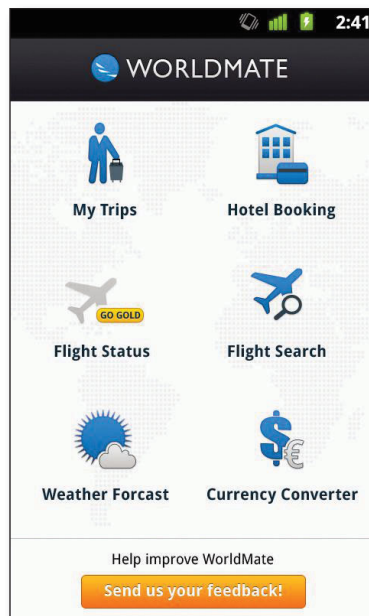 2:41
WORLDMATE
My Trips
Hotel Booking
GO GOLD
Flight Status
Flight Search
Weather Forcast
Currency Converter
Help improve WorldMate
Send us your feedback!